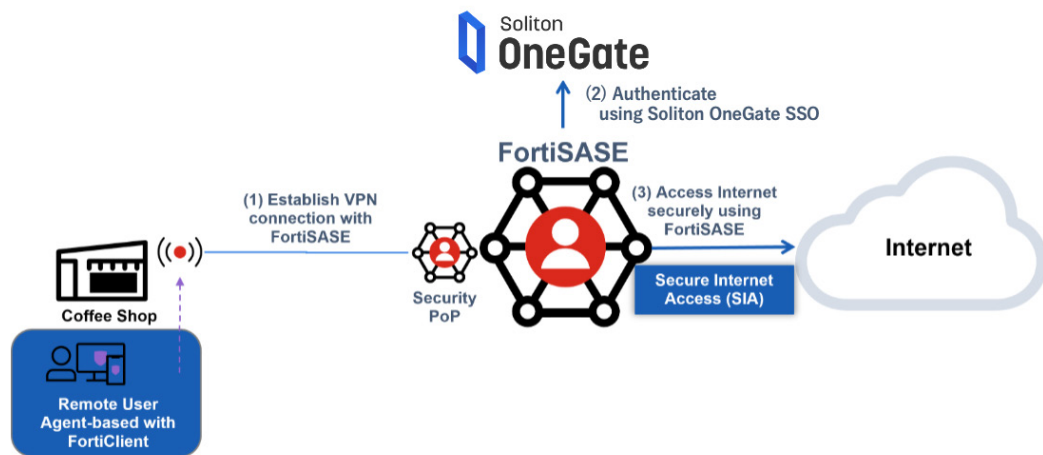 Soliton
OneGate
(2) Authenticate
using Soliton OneGate SSO
FortiSASE
(1) Establish VPN
connection with
FortiSASE
(3) Access Internet
securely using
FortiSASE
Internet
Security
PoP
Secure Internet
Access (SIA)
Coffee Shop
Remote User
Agent-based with
FortiClient